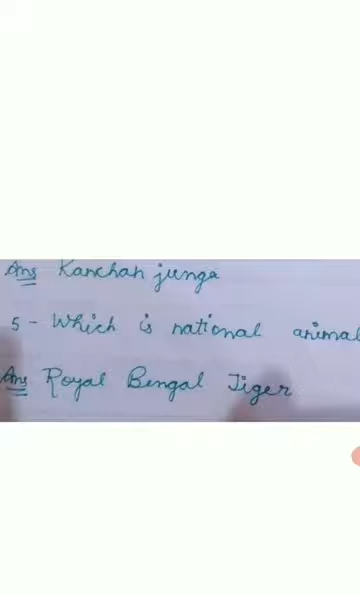 Ans Kanchan junga
5 - Which is national animal
Ans Royal Bengal Tiger